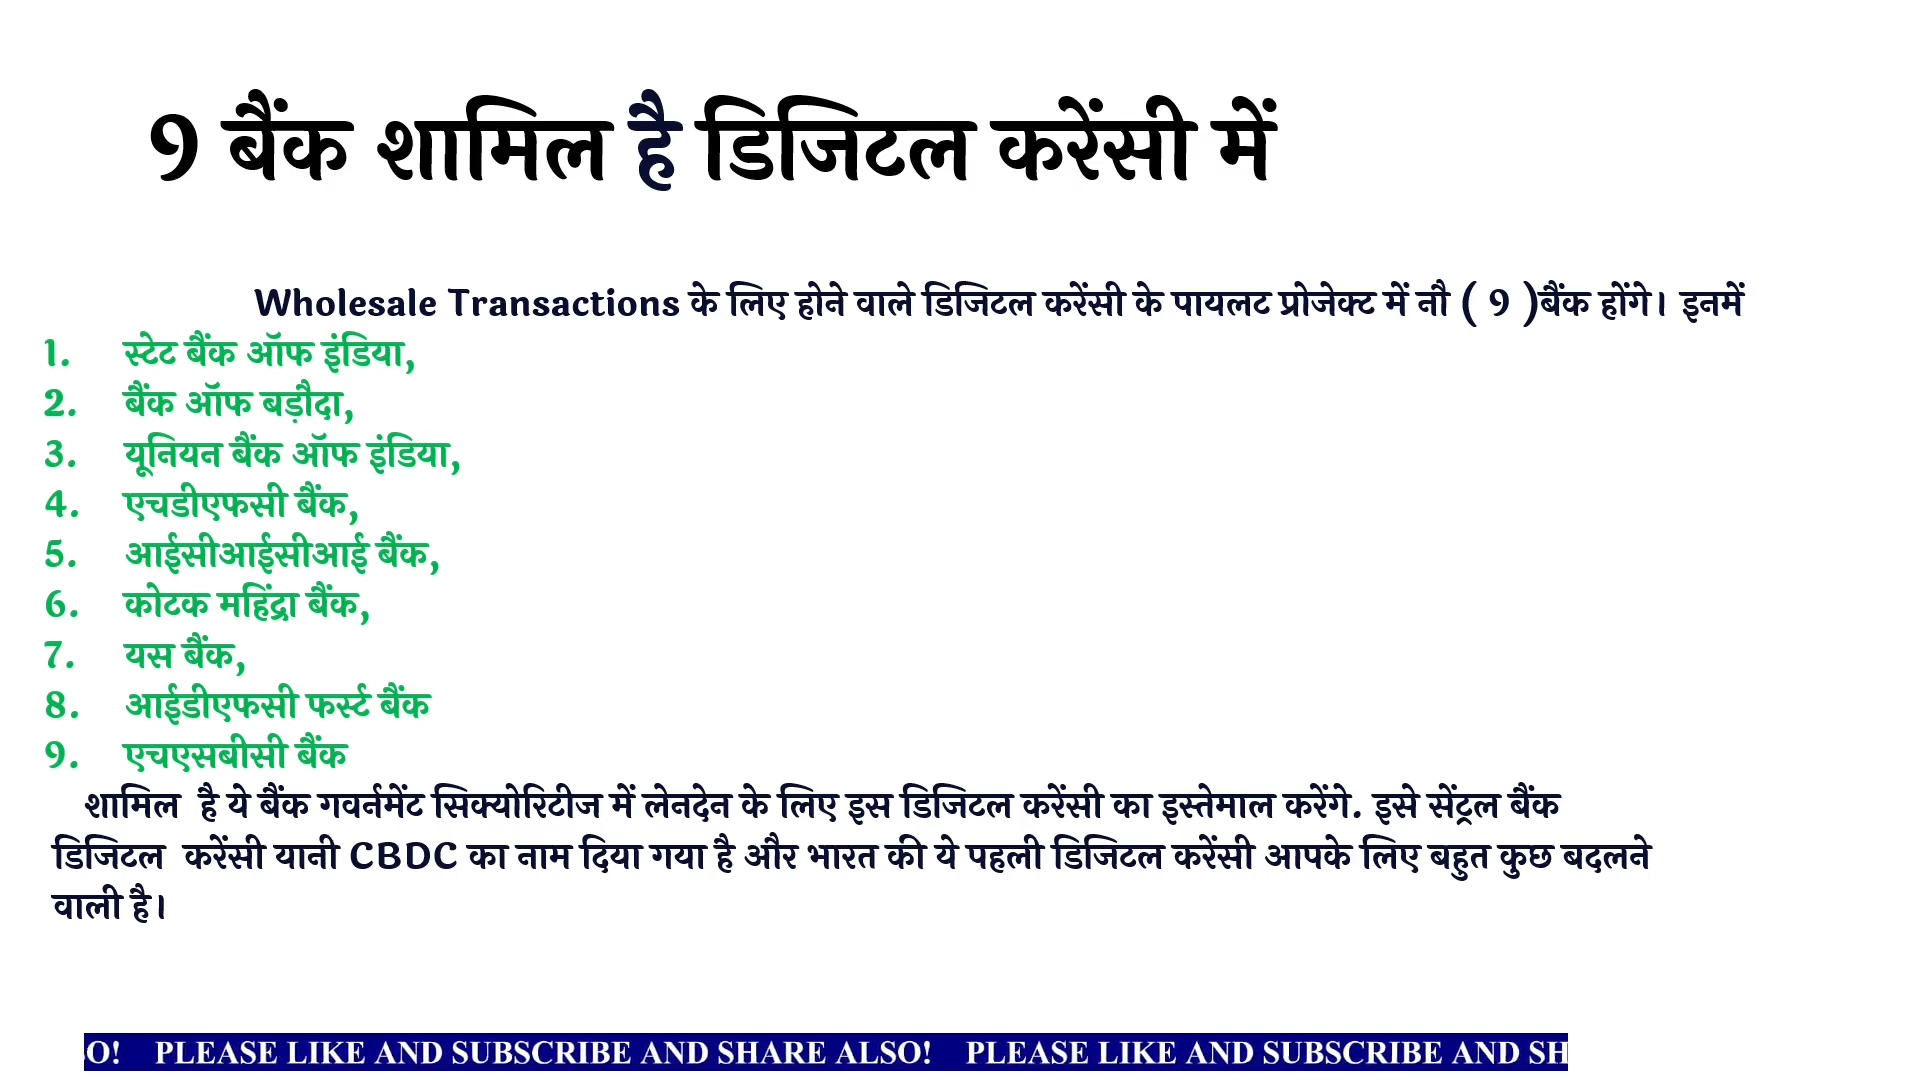 9 बैंक शामिल है डिजिटल करेंसी में
Wholesale Transactions के लिए होने वाले डिजिटल करेंसी के पायलट प्रोजेक्ट में नौ ( 9 )बैंक होंगे। इनमें
1. स्टेट बैंक ऑफ इंडिया,
2. बैंक ऑफ बड़ौदा,
3. यूनियन बैंक ऑफ इंडिया,
4. एचडीएफसी बैंक,
5. आईसीआईसीआई बैंक,
6. कोटक महिंद्रा बैंक,
7. यस बैंक,
8. आईडीएफसी फर्स्ट बैंक
9. एचएसबीसी बैंक
शामिल है ये बैंक गवर्नमेंट सिक्योरिटीज में लेनदेन के लिए इस डिजिटल करेंसी का इस्तेमाल करेंगे. इसे सेंट्रल बैंक
डिजिटल करेंसी यानी CBDC का नाम दिया गया है और भारत की ये पहली डिजिटल करेंसी आपके लिए बहुत कुछ बदलने
वाली है।
O! PLEASE LIKE AND SUBSCRIBE AND SHARE ALSO! PLEASE LIKE AND SUBSCRIBE AND SH